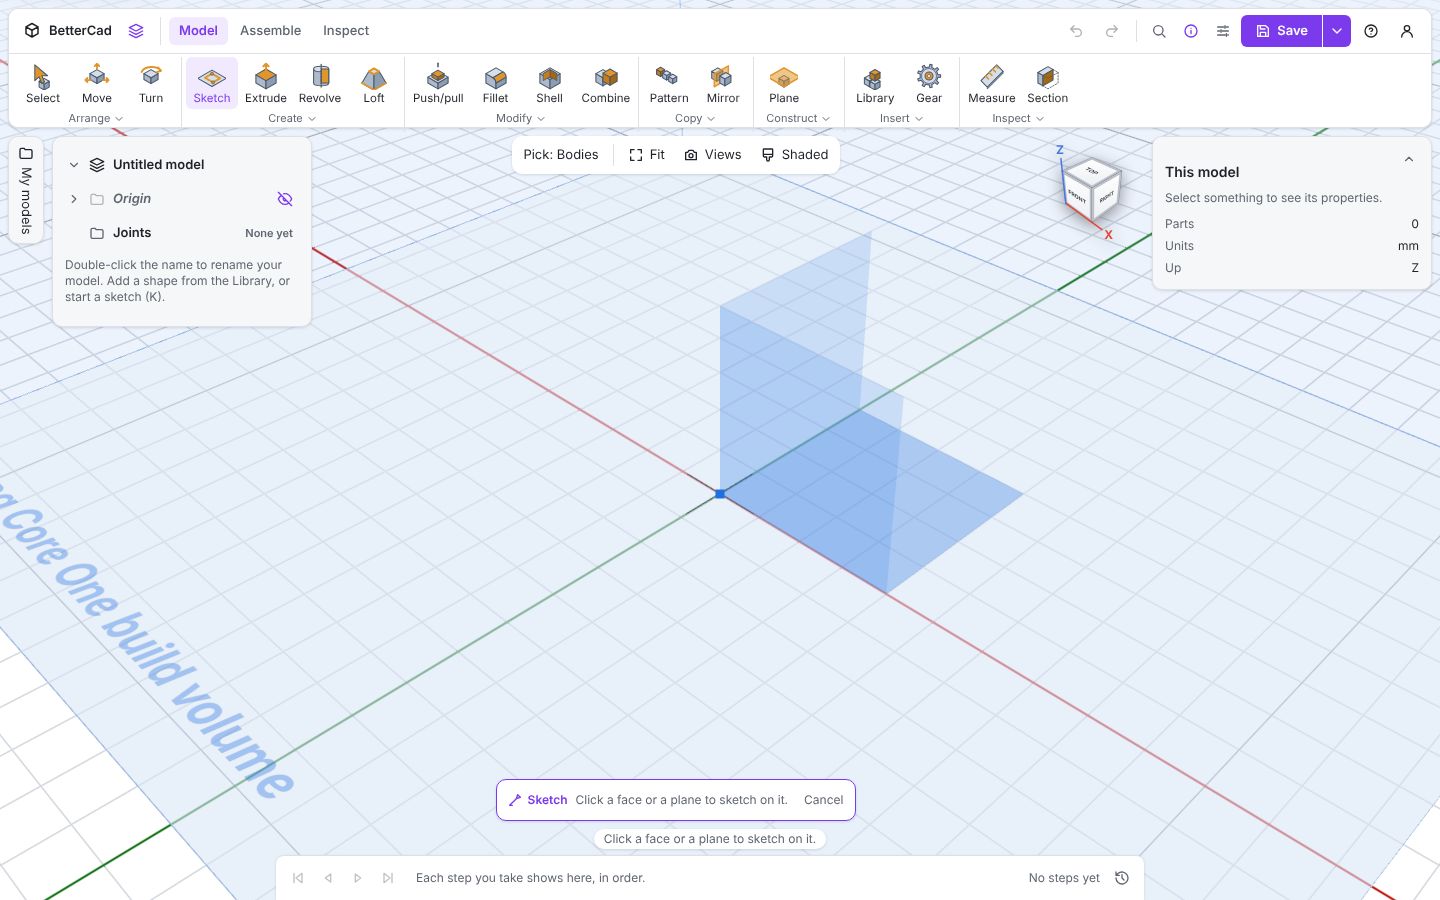 BetterCad
Model
Assemble
Inspect
Save
Select
Move
Turn
Sketch
Extrude
Revolve
Loft
Push/pull
Fillet
Shell
Combine
Pattern
Mirror
Plane
Library
Gear
Measure
Section
Arrange
Create
Modify
Copy
Construct
Insert
Inspect
My models
Untitled model
Origin
Joints
None yet
Double-click the name to rename your
model. Add a shape from the Library, or
start a sketch (K).
Pick: Bodies
Fit
Views
Shaded
Z
TOP
FRONT
RIGHT
X
This model
Select something to see its properties.
Parts 0
Units mm
Up Z
Core One build volume
Sketch Click a face or a plane to sketch on it. Cancel
Click a face or a plane to sketch on it.
Each step you take shows here, in order.
No steps yet